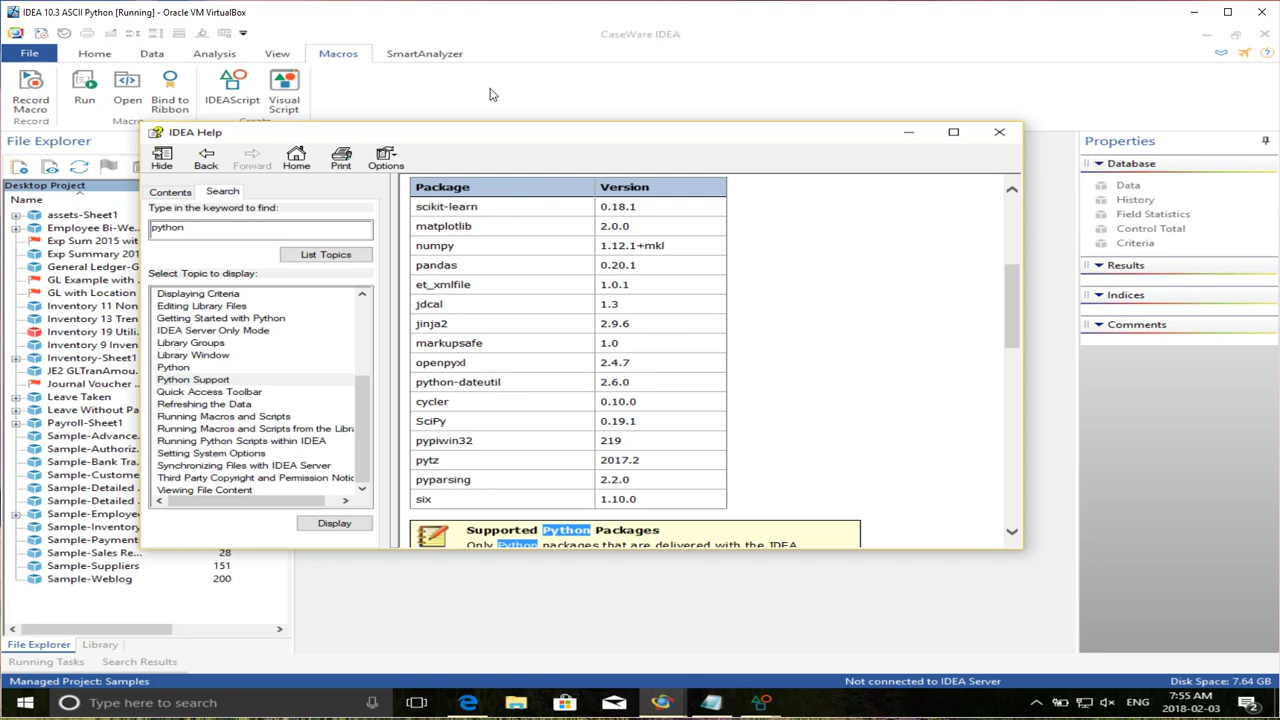 IDEA 10.3 ASCII Python [Running] - Oracle VM VirtualBox
CaseWare IDEA
File
Home
Data
Analysis
View
Macros
SmartAnalyzer
Record Macro
Run
Open
Bind to Ribbon
IDEAScript
Visual Script
Record
File Explorer
Desktop Project
Name
assets-Sheet1
Employee Bi-We...
Exp Sum 2015 wit
Exp Summary 201
General Ledger-G
GL Example with .
GL with Location
Inventory 11 Non
Inventory 13 Tren
Inventory 19 Utili.
Inventory 9 Inven
Inventory-Sheet1
JE2 GLTranAmou.
Journal Voucher ..
Leave Taken
Leave Without Pa
Payroll-Sheet1
Sample-Advance.
Sample-Authoriz.
Sample-Bank Tra.
Sample-Custome
Sample-Detailed
Sample-Detailed
Sample-Employe
Sample-Inventory
Sample-Payment
Sample-Sales Re... 28
Sample-Suppliers 151
Sample-Weblog 200
File Explorer
Library
Running Tasks
Search Results
Managed Project: Samples
Not connected to IDEA Server
Disk Space: 7.64 GB
IDEA Help
Hide
Back
Forward
Home
Print
Options
Contents
Search
Type in the keyword to find:
python
List Topics
Select Topic to display:
Displaying Criteria
Editing Library Files
Getting Started with Python
IDEA Server Only Mode
Library Groups
Library Window
Python
Python Support
Quick Access Toolbar
Refreshing the Data
Running Macros and Scripts
Running Macros and Scripts from the Libra
Running Python Scripts within IDEA
Setting System Options
Synchronizing Files with IDEA Server
Third Party Copyright and Permission Notic
Viewing File Content
Display
Package Version
scikit-learn 0.18.1
matplotlib 2.0.0
numpy 1.12.1+mkl
pandas 0.20.1
et_xmlfile 1.0.1
jdcal 1.3
jinja2 2.9.6
markupsafe 1.0
openpyxl 2.4.7
python-dateutil 2.6.0
cycler 0.10.0
SciPy 0.19.1
pypiwin32 219
pytz 2017.2
pyparsing 2.2.0
six 1.10.0
Supported Python Packages
Only Python packages that are delivered with the IDEA
Properties
Database
Data
History
Field Statistics
Control Total
Criteria
Results
Indices
Comments
Type here to search
ENG
7:55 AM
2018-02-03
2